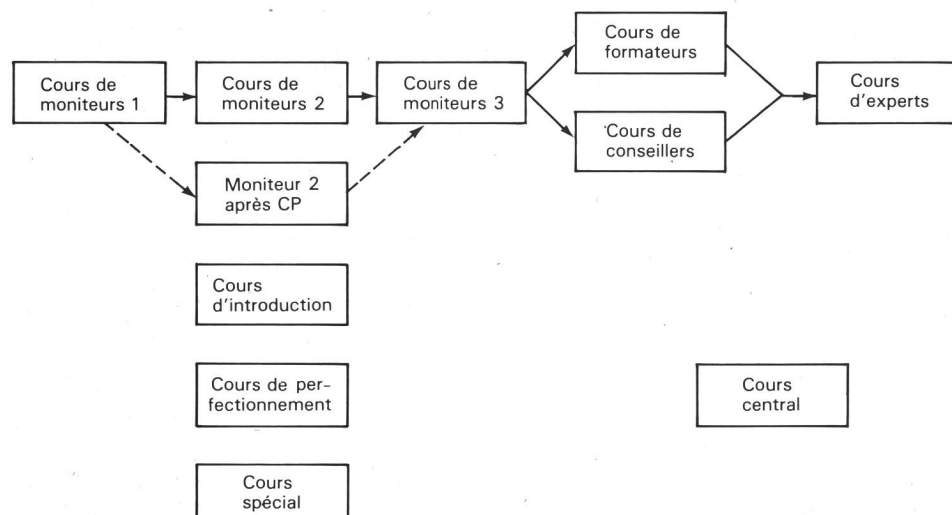 Cours de
moniteurs 1
Cours de
moniteurs 2
Cours de
moniteurs 3
Cours de
formateurs
Cours de
conseillers
Cours
d'experts
Moniteur 2
après CP
Cours
d'introduction
Cours de per-
fectionnement
Cours
central
Cours
spécial